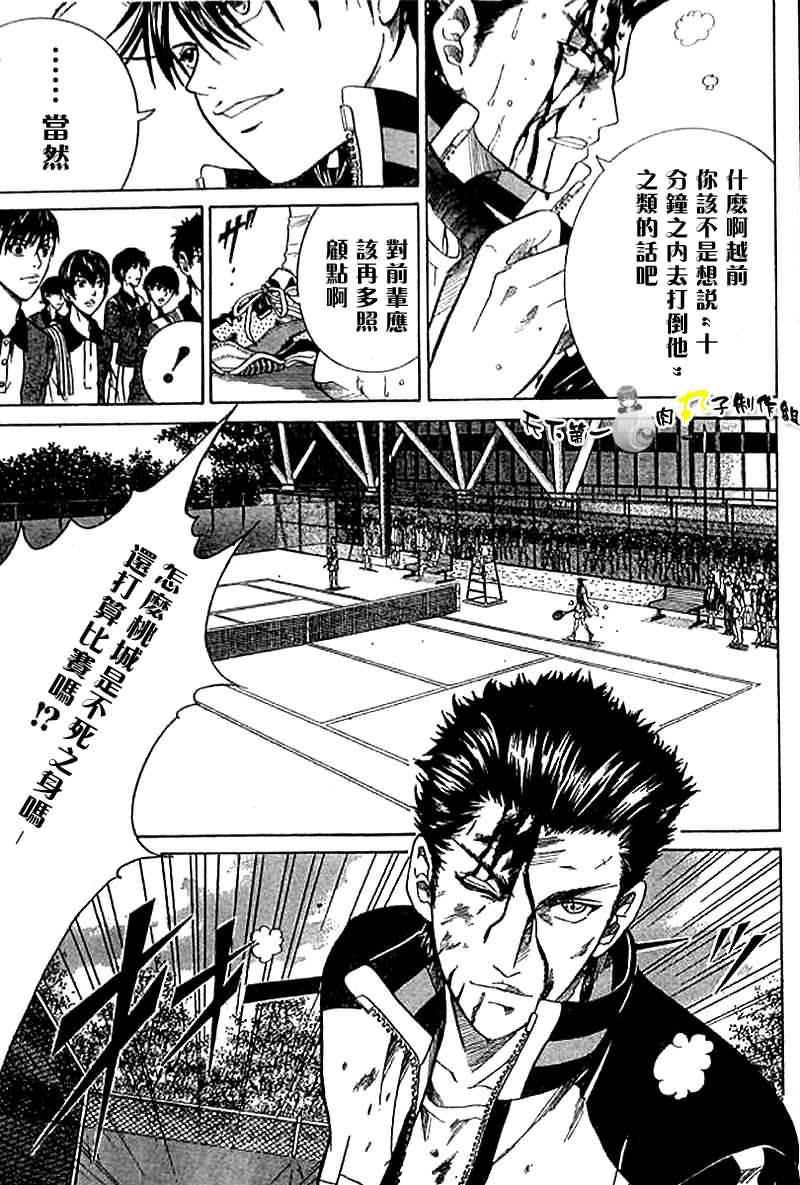 什麼啊越前
你該不是想說“十
分鐘之內去打倒他”
之類的話吧
……當然
對前輩應
該再多照
顧點啊
！
天下第一
肉丸子制作組
怎麼桃城是不死之身嗎－
還打算比賽嗎!?